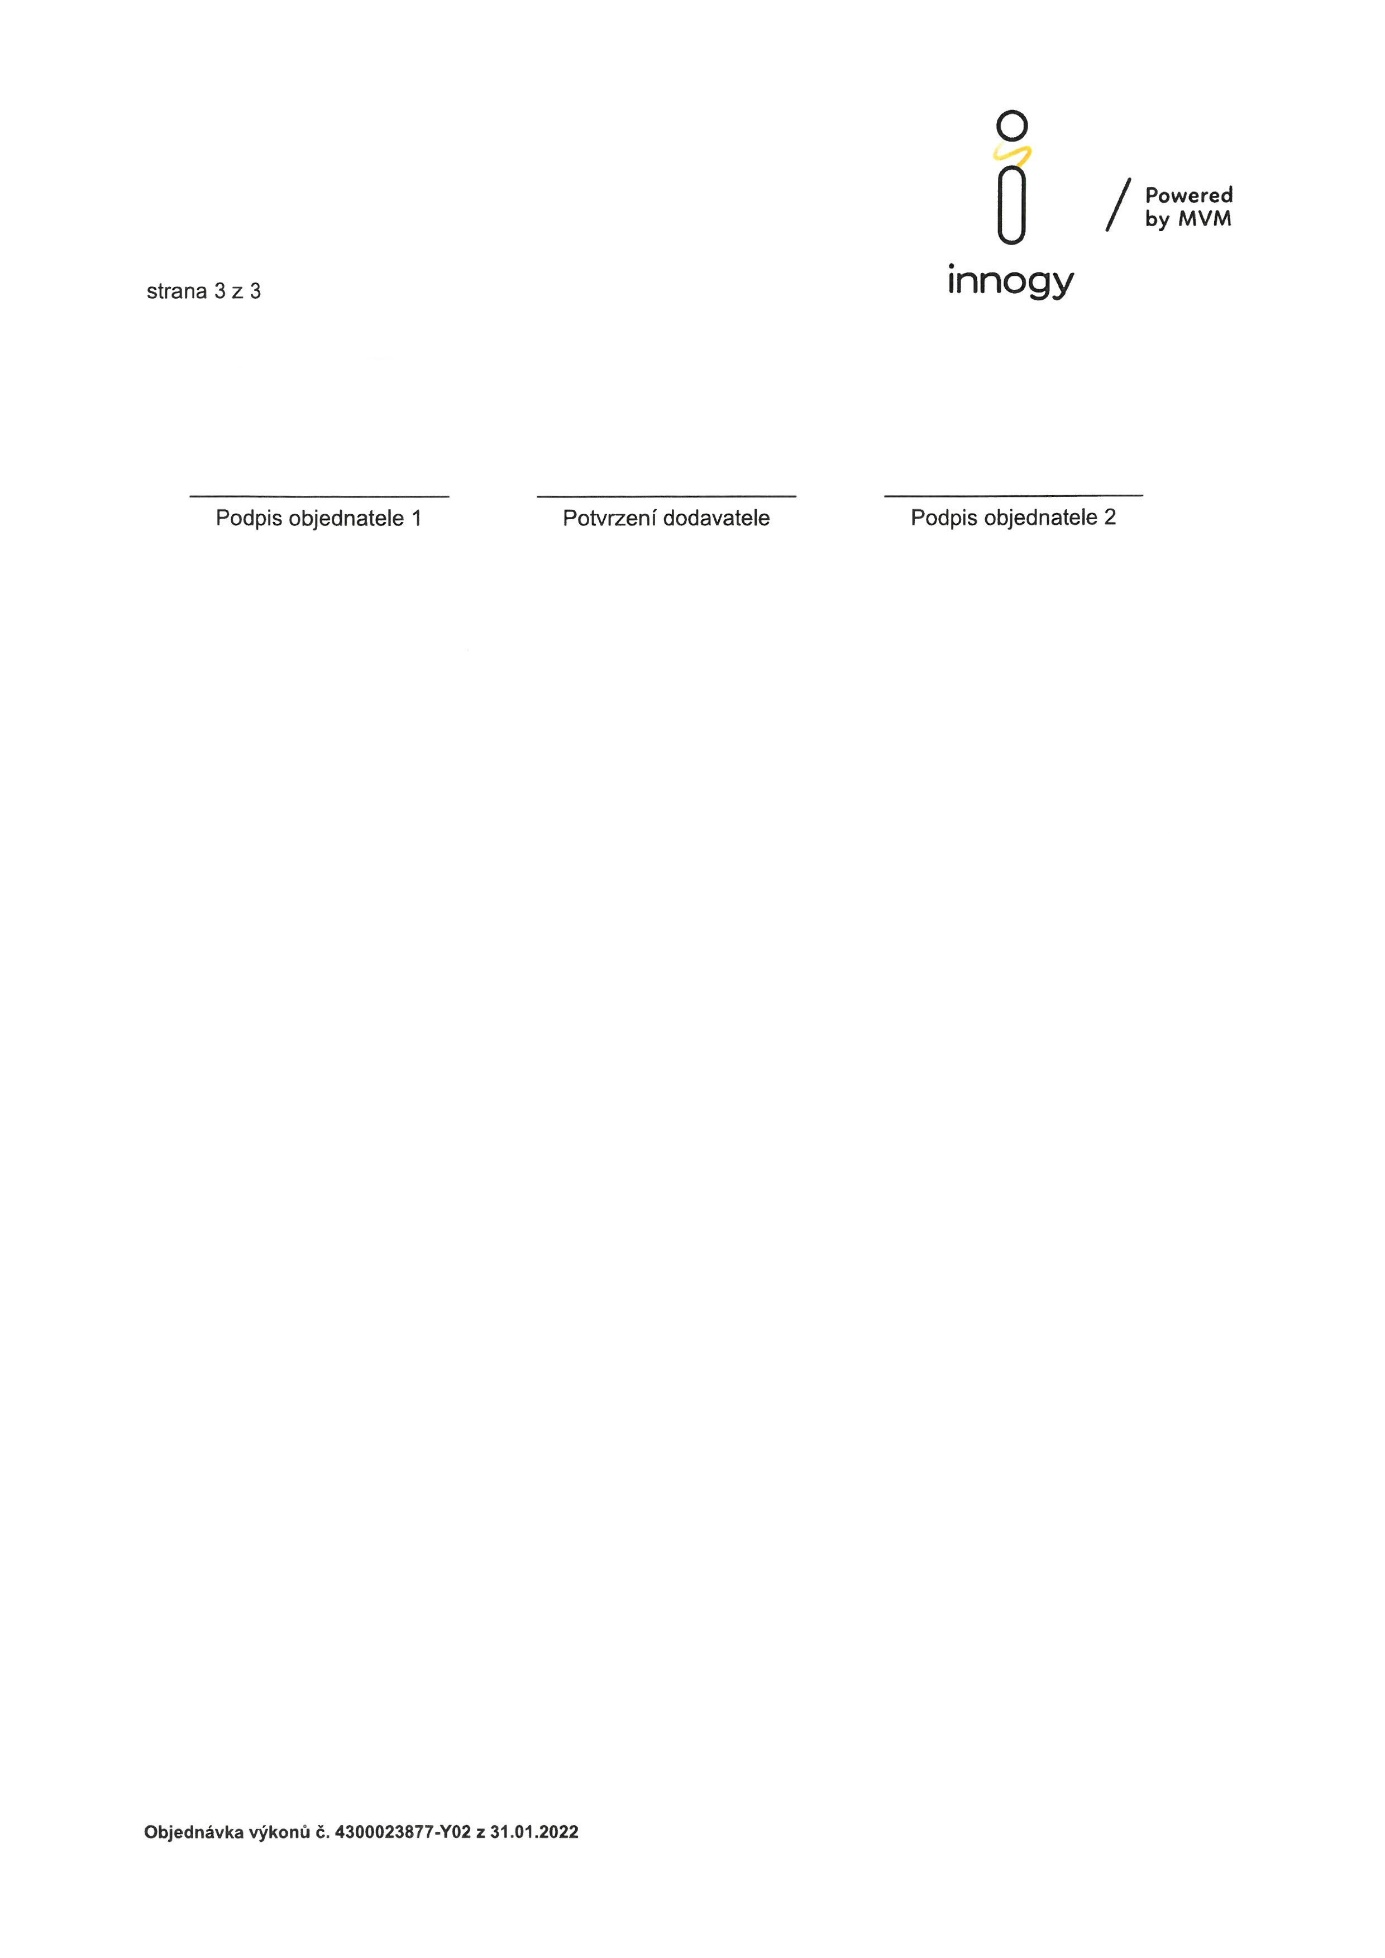 Powered
by MVM
innogy
strana 3 z 3
Podpis objednatele 1
Potvrzení dodavatele
Podpis objednatele 2
Objednávka výkonů č. 4300023877-Y02 z 31.01.2022